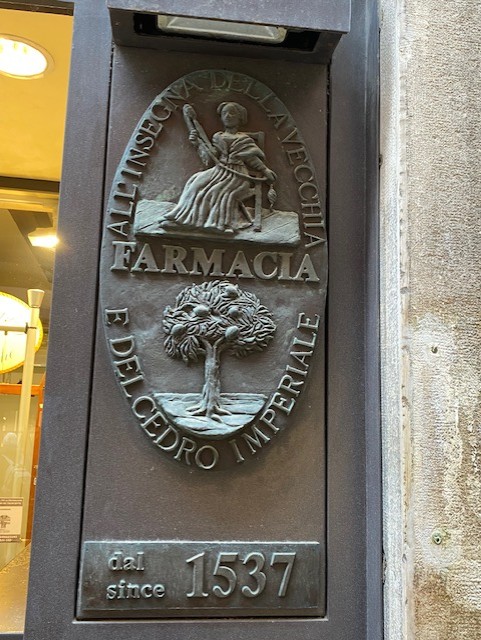 ALL'INSEGNA DELLA VECCHIA
FARMACIA
E DEL CEDRO IMPERIALE
dal
since 1537